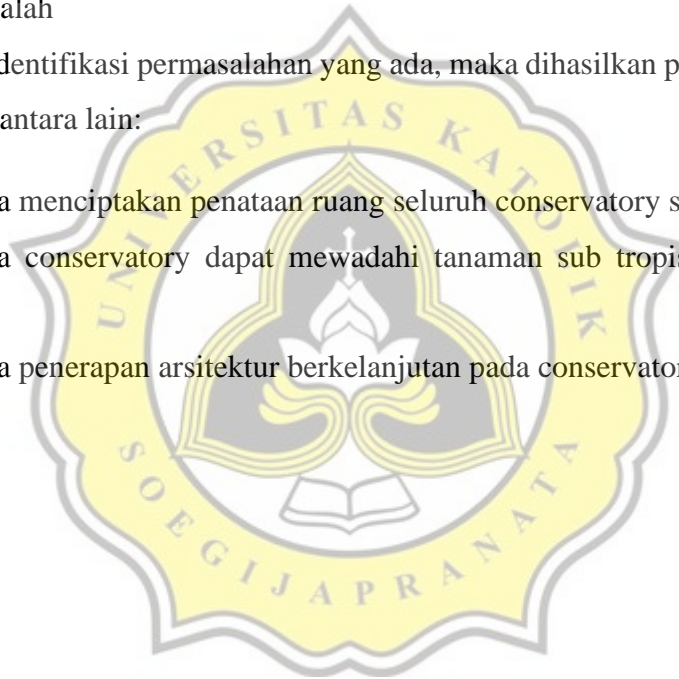 alah
dentifikasi permasalahan yang ada, maka dihasilkan p
antara lain:
a menciptakan penataan ruang seluruh conservatory s
a conservatory dapat mewadahi tanaman sub tropis
a penerapan arsitektur berkelanjutan pada conservator
UNIVERSITAS KATOLIK
SOEGIJAPRANATA